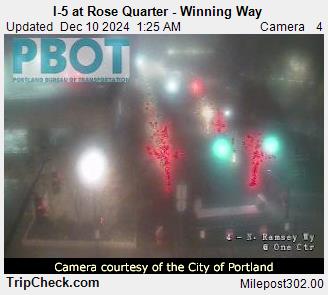 I-5 at Rose Quarter - Winning Way
Updated Dec 10 2024 1:25 AM Camera 4
PBOT
PORTLAND BUREAU OF TRANSPORTATION
4 - N. Ramsey Wy
@ One Ctr
Camera courtesy of the City of Portland
TripCheck.com Milepost302.00